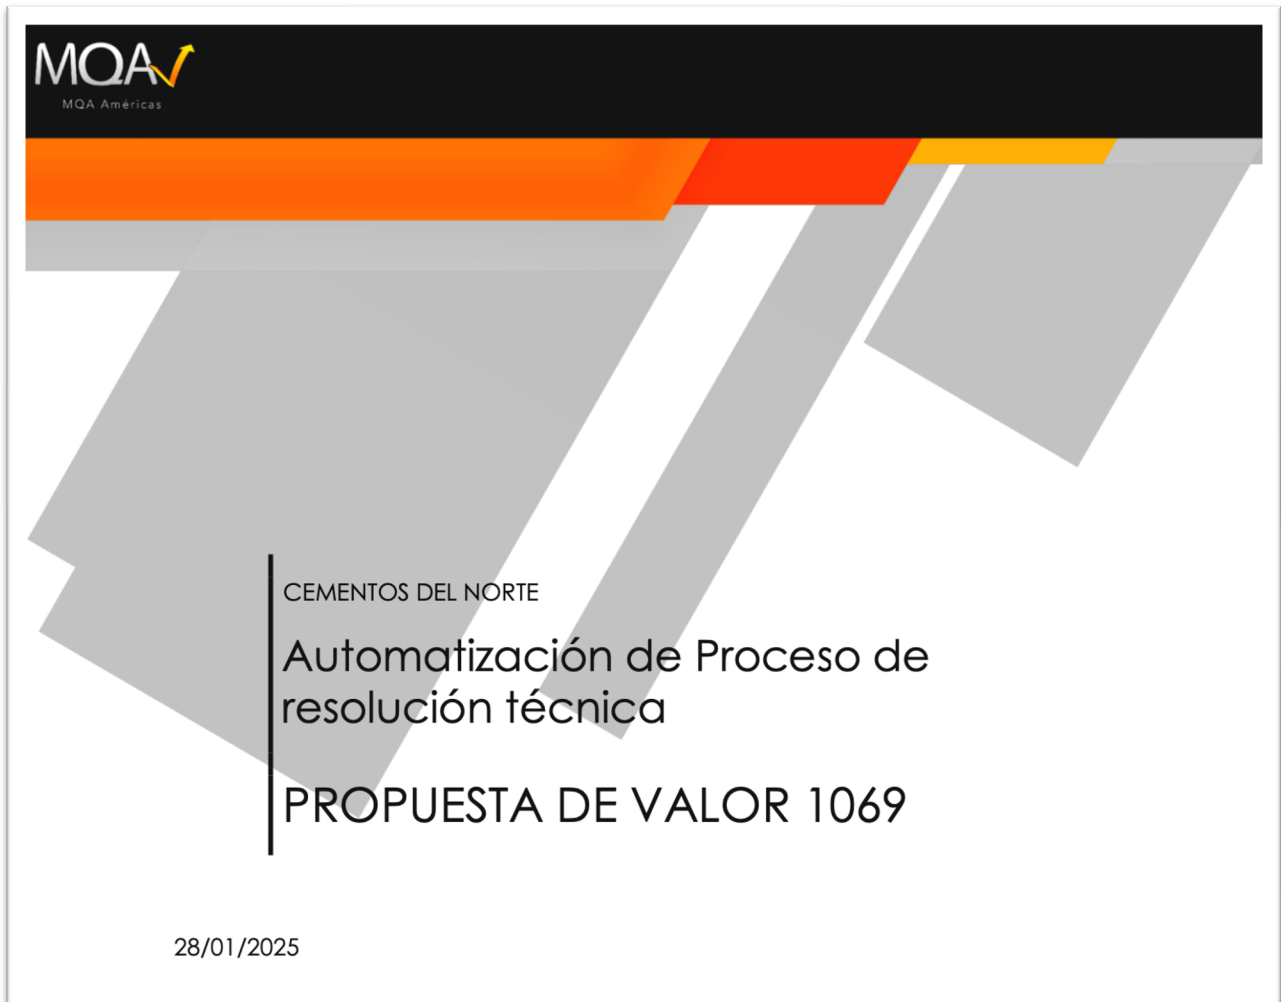 MQA
MQA Américas
CEMENTOS DEL NORTE
Automatización de Proceso de
resolución técnica
PROPUESTA DE VALOR 1069
28/01/2025